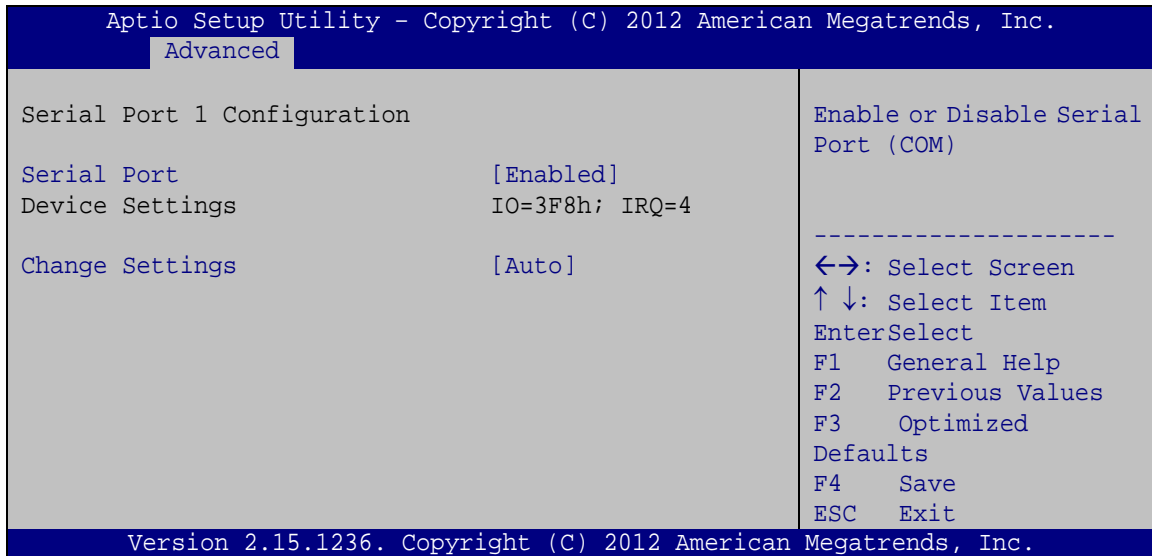 Aptio Setup Utility – Copyright (C) 2012 American Megatrends, Inc.
Advanced
Serial Port 1 Configuration
Serial Port [Enabled]
Device Settings IO=3F8h; IRQ=4
Change Settings [Auto]
Enable or Disable Serial
Port (COM)
---------------------
←→: Select Screen
↑ ↓: Select Item
EnterSelect
F1 General Help
F2 Previous Values
F3 Optimized
Defaults
F4 Save
ESC Exit
Version 2.15.1236. Copyright (C) 2012 American Megatrends, Inc.